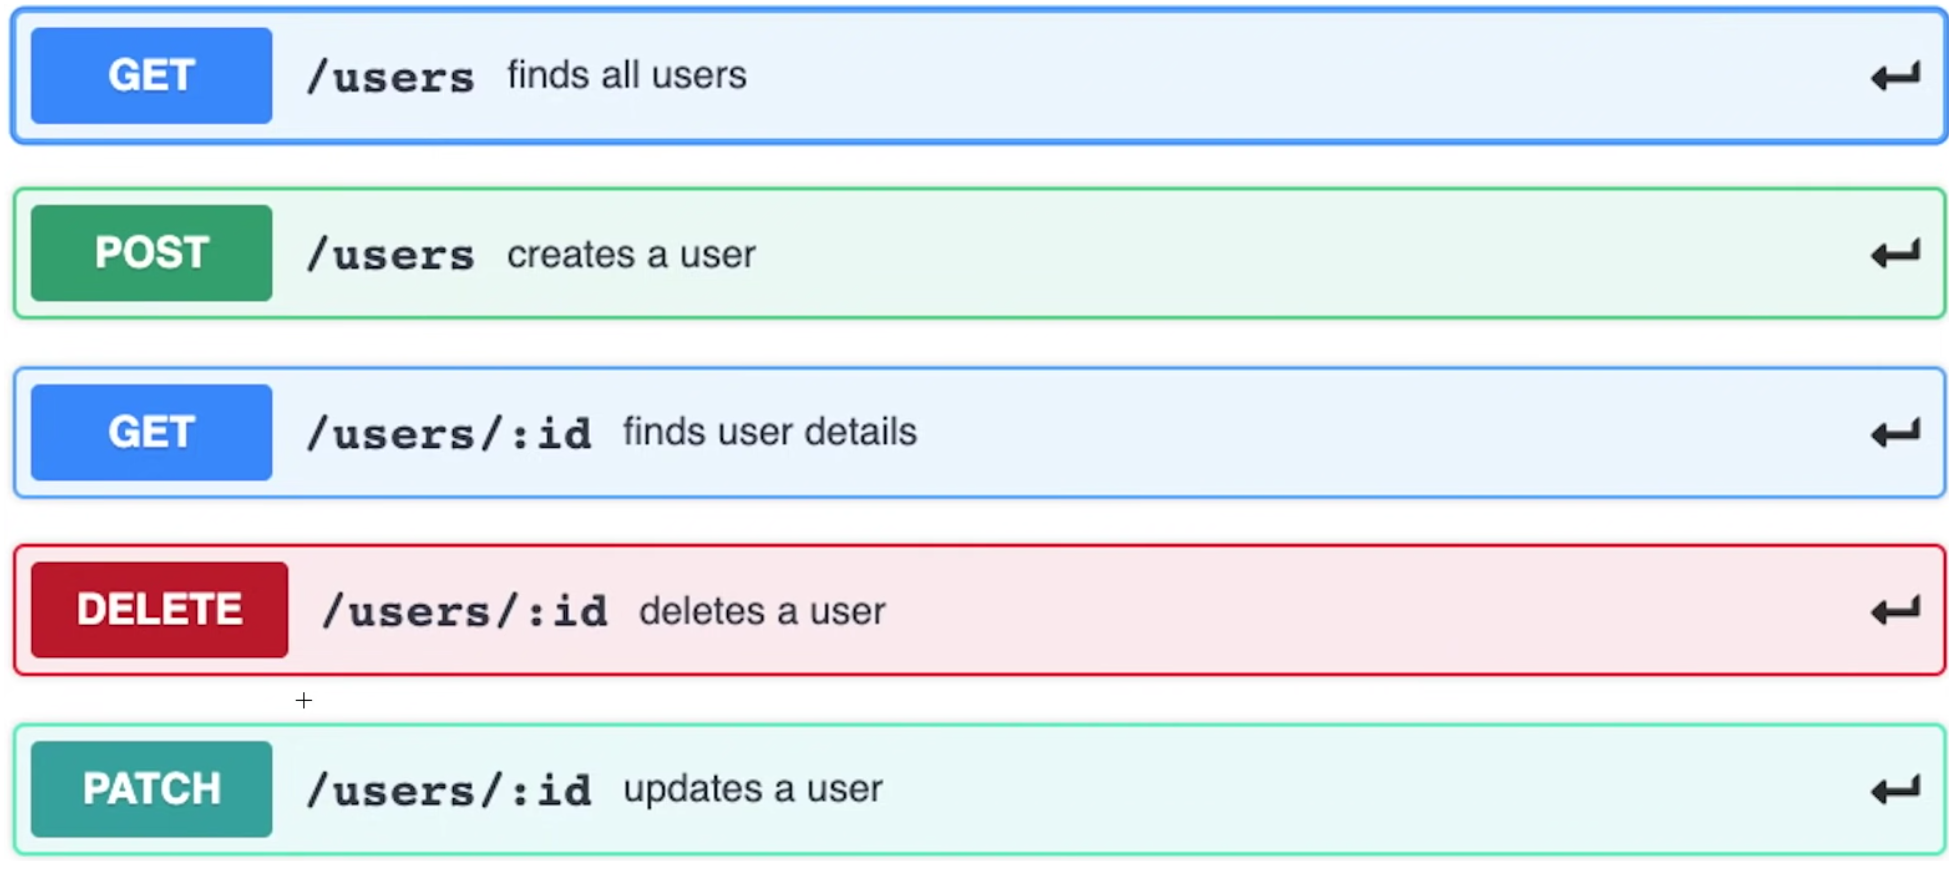 GET /users finds all users
POST /users creates a user
GET /users/:id finds user details
DELETE /users/:id deletes a user
PATCH /users/:id updates a user